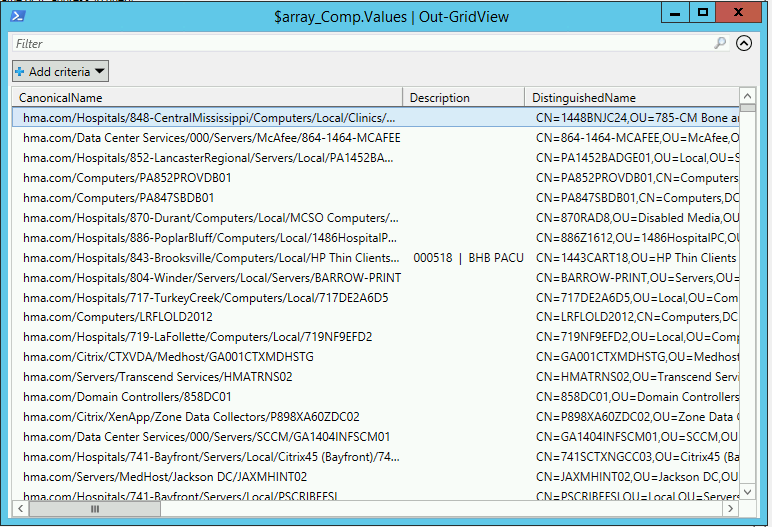 $array_Comp.Values | Out-GridView
Filter
Add criteria
CanonicalName Description DistinguishedName
hma.com/Hospitals/848-CentralMississippi/Computers/Local/Clinics/... CN=1448BNJC24,OU=785-CM Bone a
hma.com/Data Center Services/000/Servers/McAfee/864-1464-MCAFEE CN=864-1464-MCAFEE,OU=McAfee,O
hma.com/Hospitals/852-LancasterRegional/Servers/Local/PA1452BA... CN=PA1452BADGE01,OU=Local,OU=S
hma.com/Computers/PA852PROVDB01 CN=PA852PROVDB01,CN=Computers
hma.com/Computers/PA847SBDB01 CN=PA847SBDB01,CN=Computers,DC
hma.com/Hospitals/870-Durant/Computers/Local/MCSO Computers/... CN=870RAD8,OU=Disabled Media,OU
hma.com/Hospitals/886-PoplarBluff/Computers/Local/1486HospitalP... CN=886Z1612,OU=1486HospitalPC,OU
hma.com/Hospitals/843-Brooksville/Computers/Local/HP Thin Clients... 000518 | BHB PACU CN=1443CART18,OU=HP Thin Clients
hma.com/Hospitals/804-Winder/Servers/Local/Servers/BARROW-PRINT CN=BARROW-PRINT,OU=Servers,OU=
hma.com/Hospitals/717-TurkeyCreek/Computers/Local/717DE2A6D5 CN=717DE2A6D5,OU=Local,OU=Com
hma.com/Computers/LRFLOLD2012 CN=LRFLOLD2012,CN=Computers,DC
hma.com/Hospitals/719-LaFollette/Computers/Local/719NF9EFD2 CN=719NF9EFD2,OU=Local,OU=Com
hma.com/Citrix/CTXVDA/Medhost/GA001CTXMDHSTG CN=GA001CTXMDHSTG,OU=Medhost
hma.com/Servers/Transcend Services/HMATRNS02 CN=HMATRNS02,OU=Transcend Servi
hma.com/Domain Controllers/858DC01 CN=858DC01,OU=Domain Controllers
hma.com/Citrix/XenApp/Zone Data Collectors/P898XA60ZDC02 CN=P898XA60ZDC02,OU=Zone Data C
hma.com/Data Center Services/000/Servers/SCCM/GA1404INFSCM01 CN=GA1404INFSCM01,OU=SCCM,OU
hma.com/Hospitals/741-Bayfront/Servers/Local/Citrix45 (Bayfront)/74... CN=741SCTXNGCC03,OU=Citrix45 (Ba
hma.com/Servers/MedHost/Jackson DC/JAXMHINT02 CN=JAXMHINT02,OU=Jackson DC,OU
hma.com/Hospitals/741-Bayfront/Servers/Local/PSCRIBEESL CN=PSCRIBEESL,OU=Local,OU=Servers